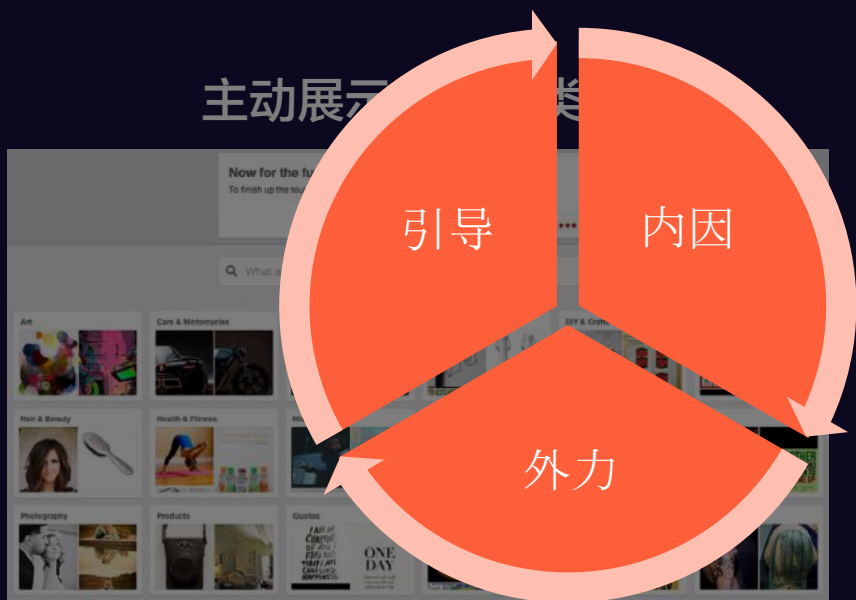 主动展示
类
Now for the fu
To finish up the tou
引导
内因
What a
Art
Cars & Motorcycles
DIY & Crafts
Hair & Beauty
Health & Fitness
外力
Photography
Products
Quotes
ONE
DAY